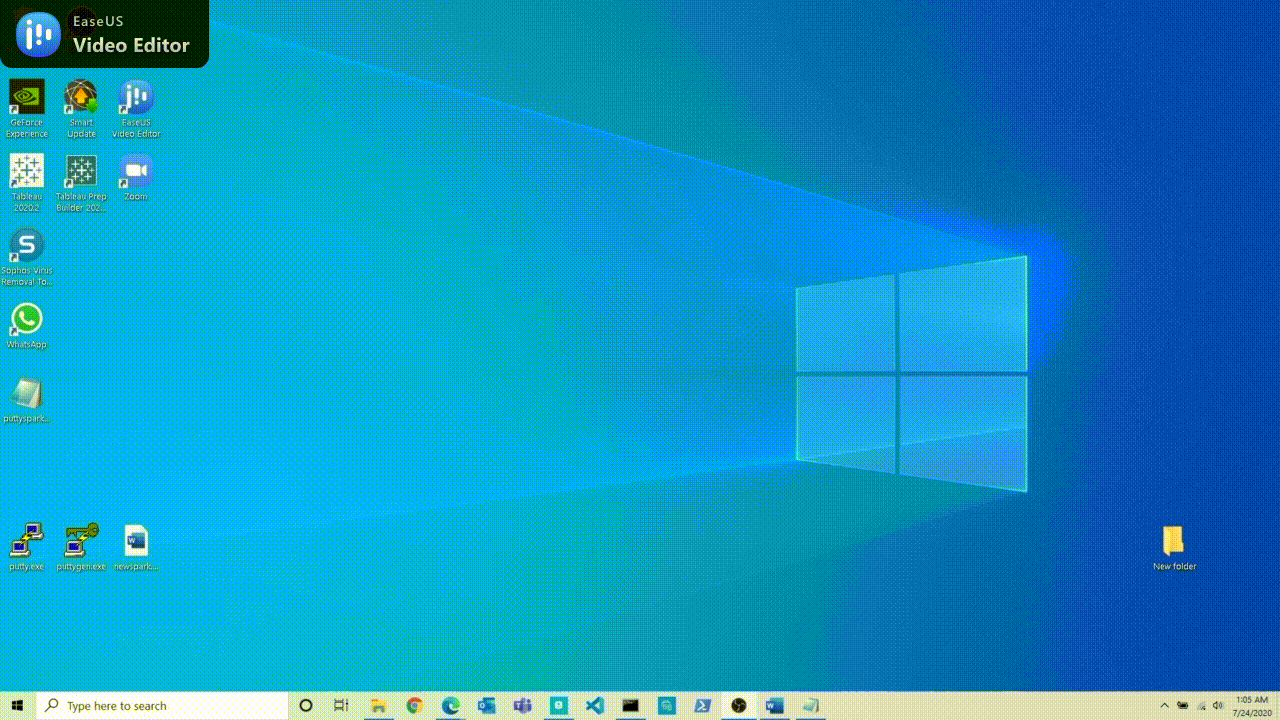 EaseUS
Video Editor
GeForce
Experience
Smart
Update
EaseUS
Video Editor
Tableau
2020.2
Tableau Prep
Builder 202...
Zoom
Sophos Virus
Removal To...
WhatsApp
puttyspark...
putty.exe
puttygen.exe
newspark....
New folder
Type here to search
1:05 AM
7/24/2020